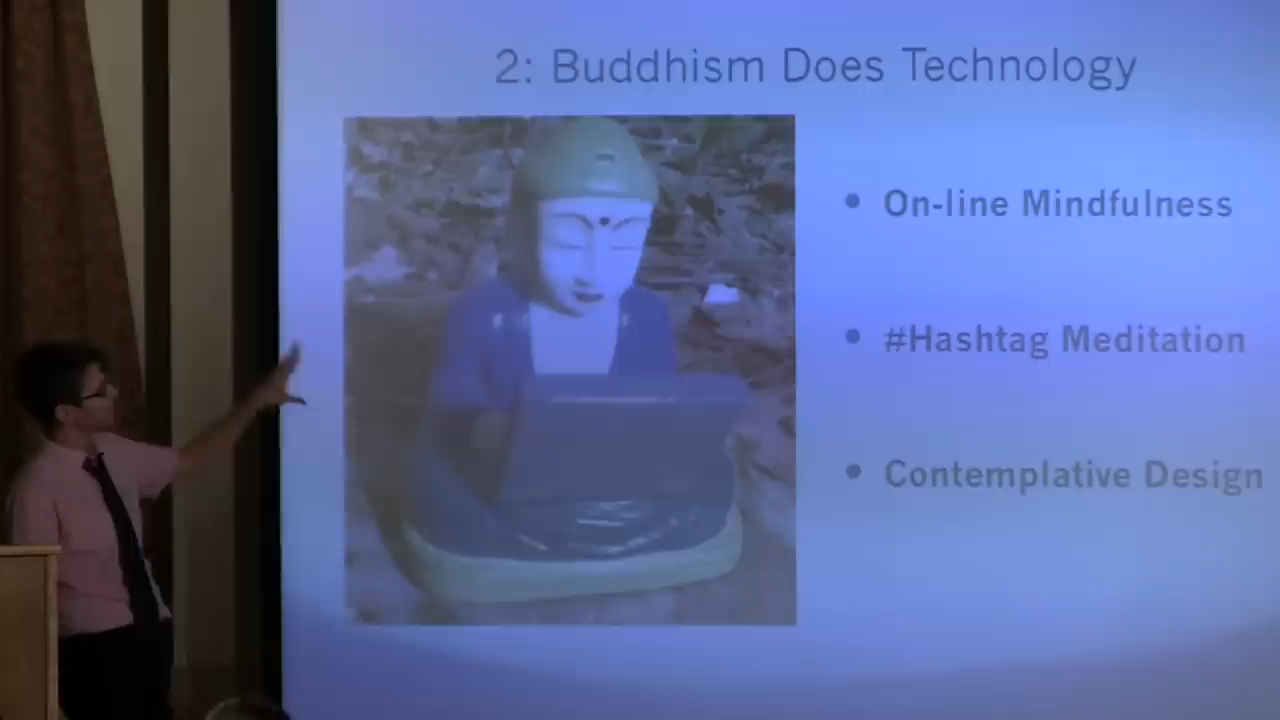 2: Buddhism Does Technology
• On-line Mindfulness
• #Hashtag Meditation
• Contemplative Design